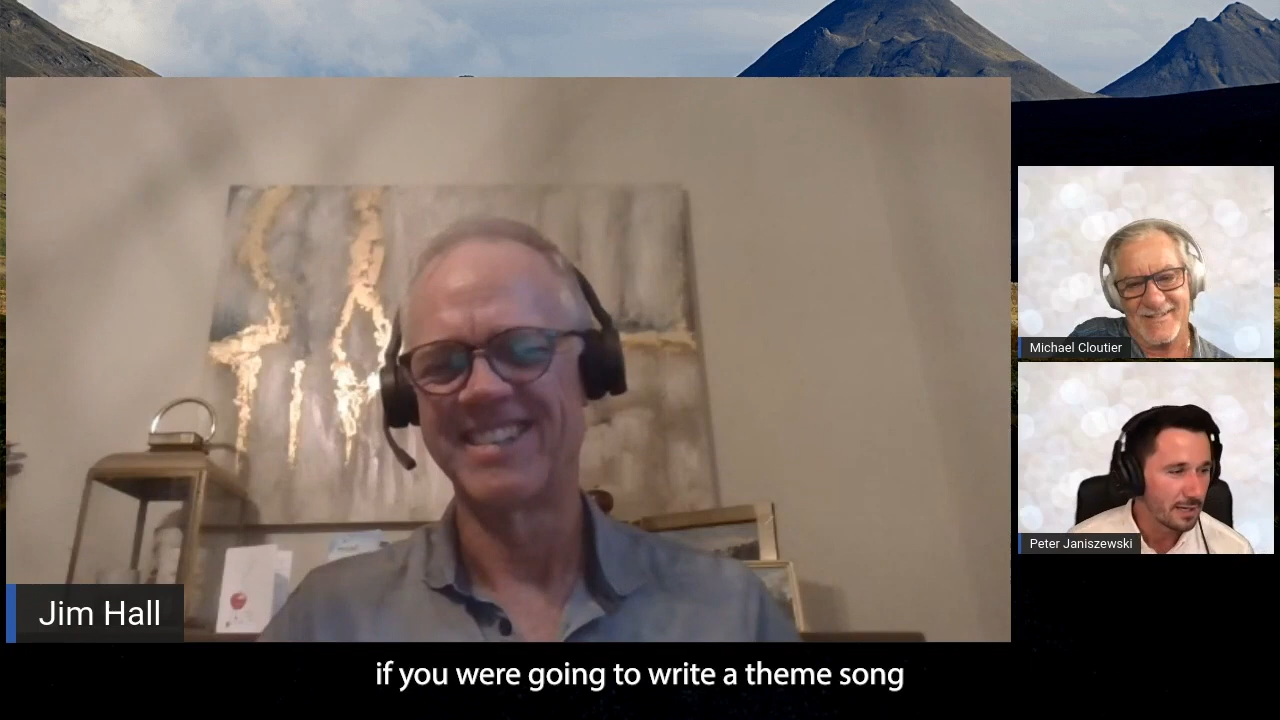 Michael Cloutier
Peter Janiszewski
Jim Hall
if you were going to write a theme song